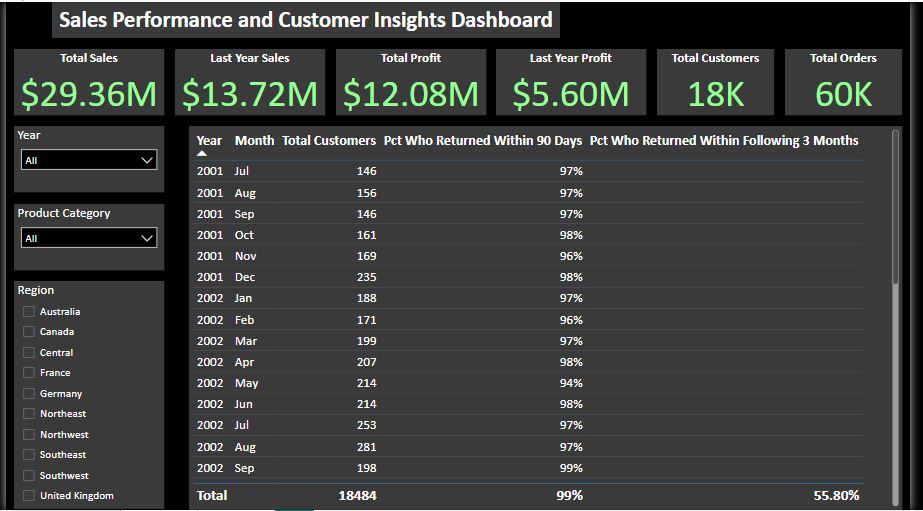 Sales Performance and Customer Insights Dashboard
Total Sales
$29.36M
Last Year Sales
$13.72M
Total Profit
$12.08M
Last Year Profit
$5.60M
Total Customers
18K
Total Orders
60K
Year
All
Product Category
All
Region
Australia
Canada
Central
France
Germany
Northeast
Northwest
Southeast
Southwest
United Kingdom
Year Month Total Customers Pct Who Returned Within 90 Days Pct Who Returned Within Following 3 Months
2001 Jul 146 97%
2001 Aug 156 97%
2001 Sep 146 97%
2001 Oct 161 98%
2001 Nov 169 96%
2001 Dec 235 98%
2002 Jan 188 97%
2002 Feb 171 96%
2002 Mar 199 97%
2002 Apr 207 98%
2002 May 214 94%
2002 Jun 214 98%
2002 Jul 253 97%
2002 Aug 281 97%
2002 Sep 198 99%
Total 18484 99% 55.80%